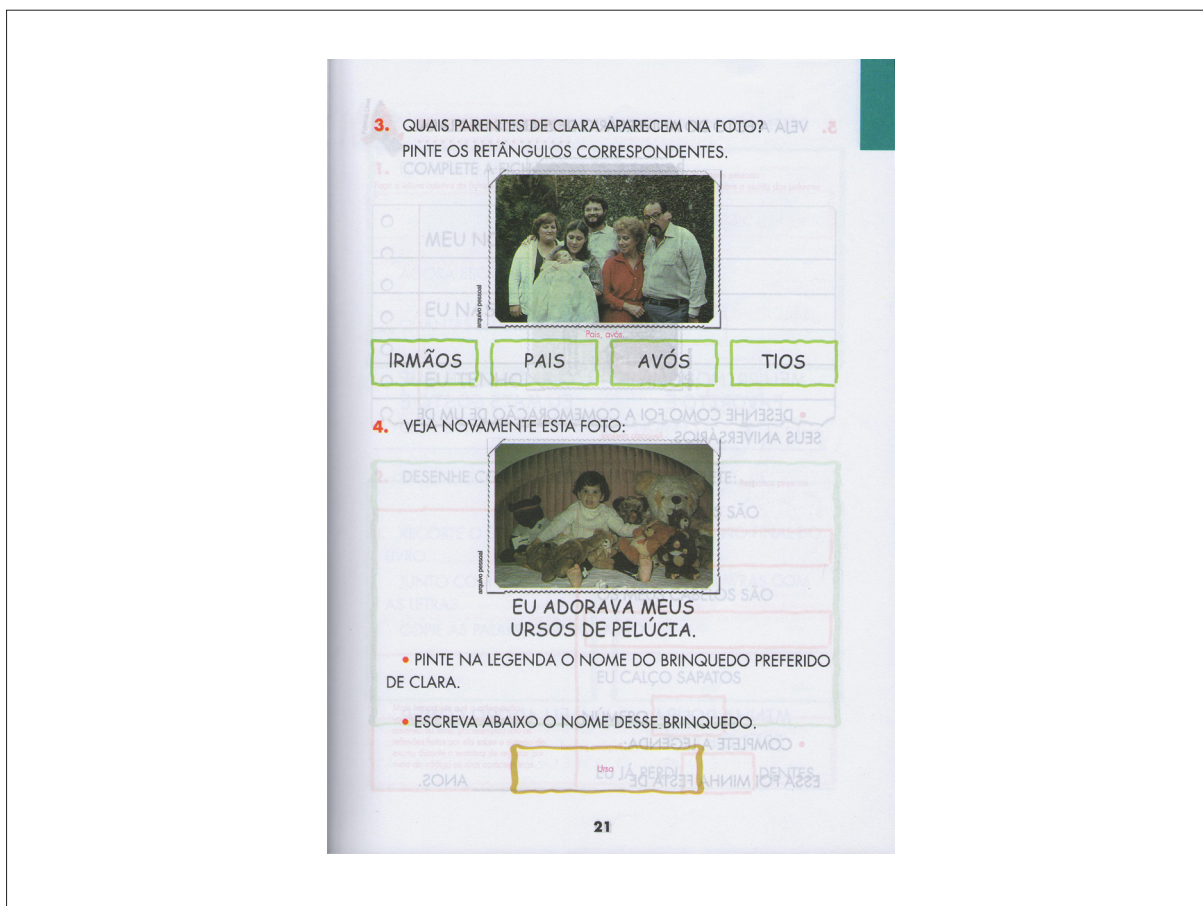 3. QUAIS PARENTES DE CLARA APARECEM NA FOTO?
PINTE OS RETÂNGULOS CORRESPONDENTES.
arquivo pessoal
Pais, avós.
IRMÃOS PAIS AVÓS TIOS
4. VEJA NOVAMENTE ESTA FOTO:
arquivo pessoal
EU ADORAVA MEUS
URSOS DE PELÚCIA.
• PINTE NA LEGENDA O NOME DO BRINQUEDO PREFERIDO
DE CLARA.
• ESCREVA ABAIXO O NOME DESSE BRINQUEDO.
Urso
21